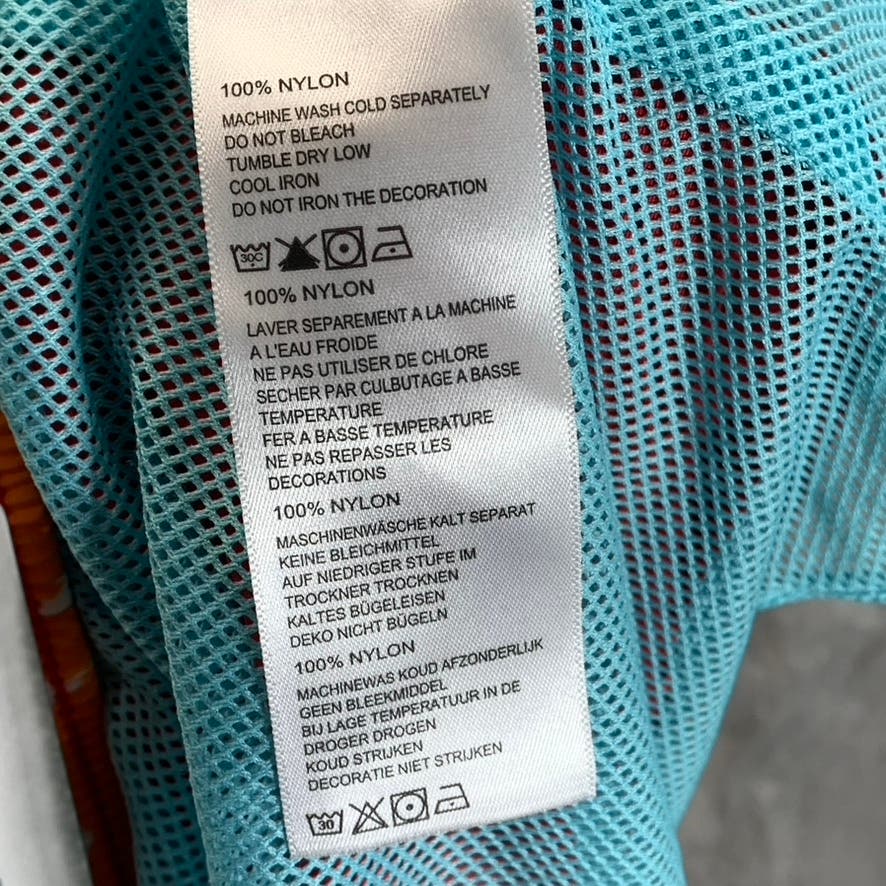 100% NYLON
MACHINE WASH COLD SEPARATELY
DO NOT BLEACH
TUMBLE DRY LOW
COOL IRON
DO NOT IRON THE DECORATION
30C
100% NYLON
LAVER SEPAREMENT A LA MACHINE
A L'EAU FROIDE
NE PAS UTILISER DE CHLORE
SECHER PAR CULBUTAGE A BASSE
TEMPERATURE
FER A BASSE TEMPERATURE
NE PAS REPASSER LES
DECORATIONS
100% NYLON
MASCHINENWÄSCHE KALT SEPARAT
KEINE BLEICHMITTEL
AUF NIEDRIGER STUFE IM
TROCKNER TROCKNEN
KALTES BÜGELEISEN
DEKO NICHT BÜGELN
100% NYLON
MACHINEWAS KOUD AFZONDERLIJK
GEEN BLEEKMIDDEL
BIJ LAGE TEMPERATUUR IN DE
DROGER DROGEN
KOUD STRIJKEN
DECORATIE NIET STRIJKEN
30